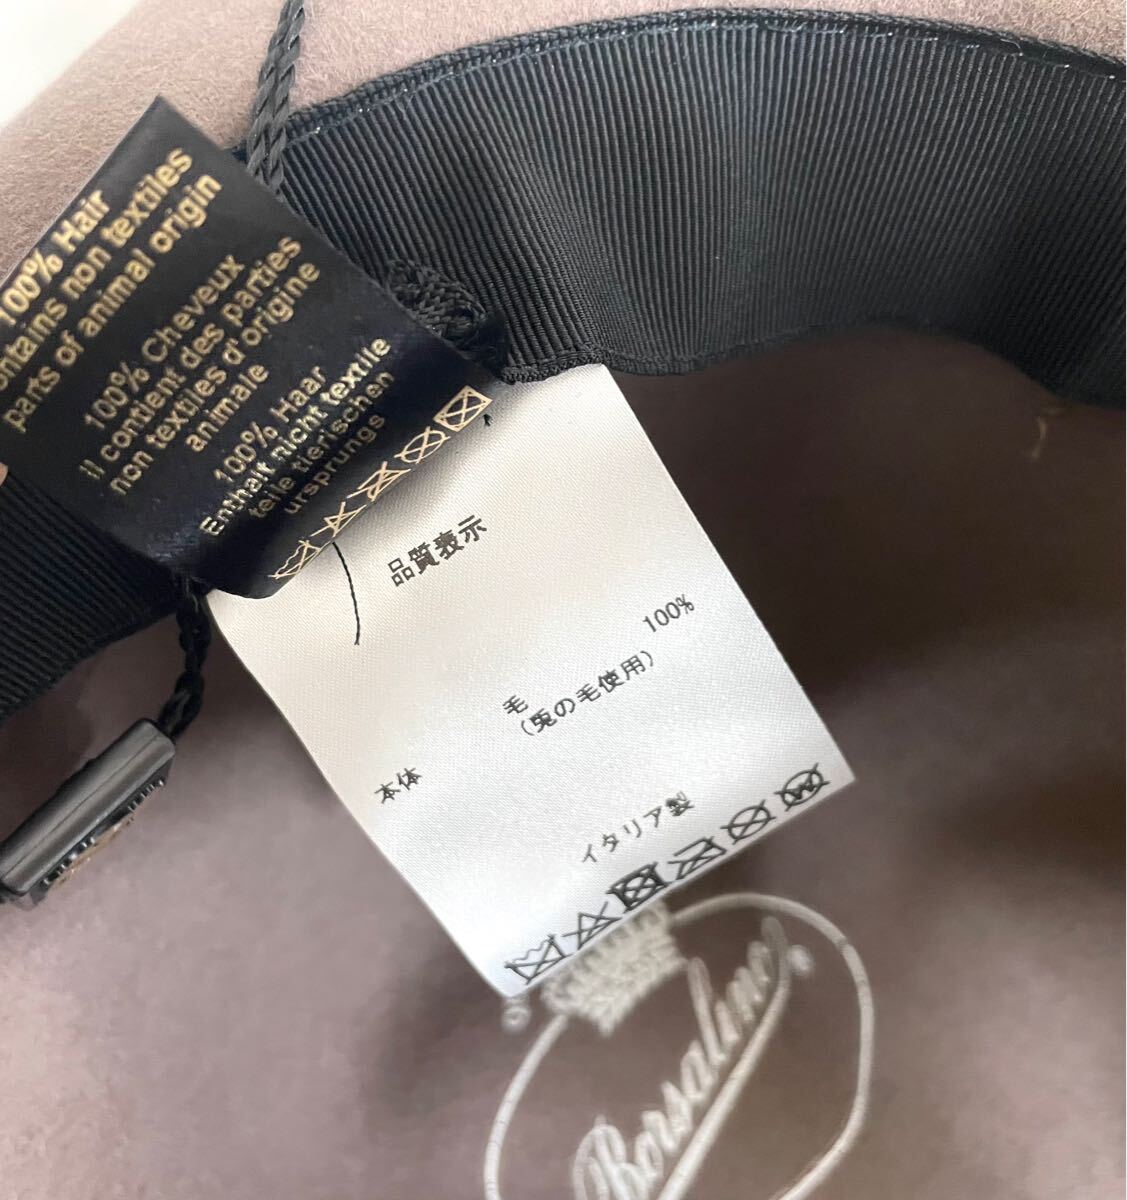 100% Hair
ontains non textiles
parts of animal origin
100% Cheveux
Il contient des parties
non textiles d'origine
animale
100% Haar
Enthalt nicht textile
teile tierischen
ursprungs
品質表示
100%
毛
(兎の毛使用)
本体
イタリア製
Borsalino